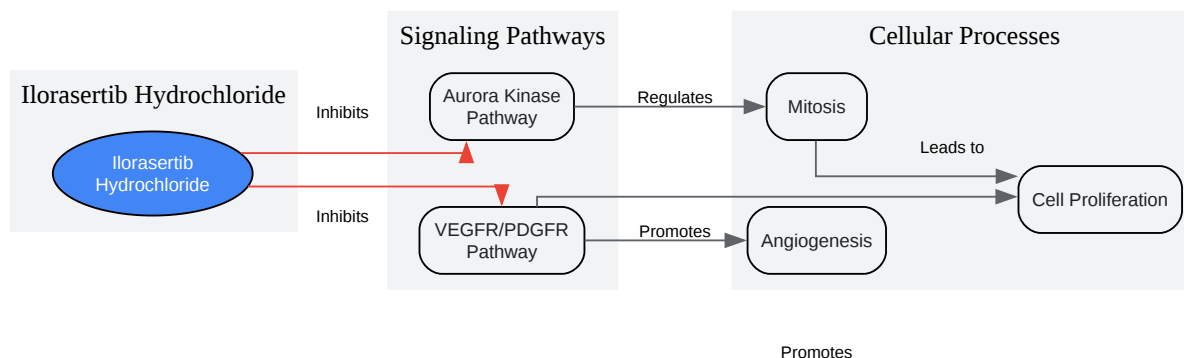 Signaling Pathways
Cellular Processes
Ilorasertib Hydrochloride
Inhibits
Aurora Kinase
Pathway
Regulates
Mitosis
Ilorasertib
Hydrochloride
Leads to
Inhibits
VEGFR/PDGFR
Pathway
Promotes
Angiogenesis
Cell Proliferation
Promotes